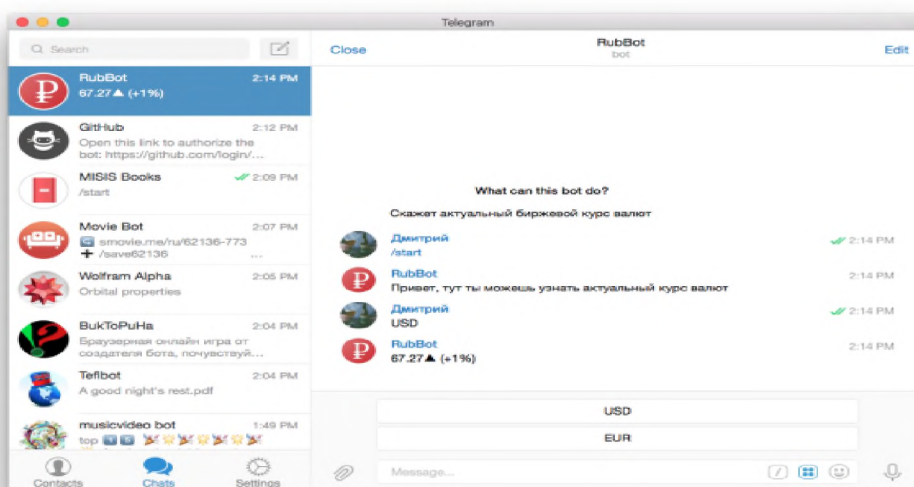 Telegram
Search
Close
RubBot
bot
Edit
RubBot 2:14 PM
67.27▲ (+1%)
GitHub 2:12 PM
Open this link to authorize the
bot: https://github.com/login/...
MISIS Books 2:09 PM
/start
Movie Bot 2:07 PM
smovie.me/ru/62136-773
/save62136 ...
Wolfram Alpha 2:05 PM
Orbital properties
BukToPuHa 2:04 PM
Браузерная онлайн игра от
создателя бота, почувствуй...
Teflbot 2:04 PM
A good night's rest.pdf
musicvideo bot 1:49 PM
top
Contacts
Chats
Settings
What can this bot do?
Скажет актуальный биржевой курс валют
Дмитрий 2:14 PM
/start
RubBot 2:14 PM
Привет, тут ты можешь узнать актуальный курс валют
Дмитрий 2:14 PM
USD
RubBot 2:14 PM
67.27▲ (+1%)
USD
EUR
Message...